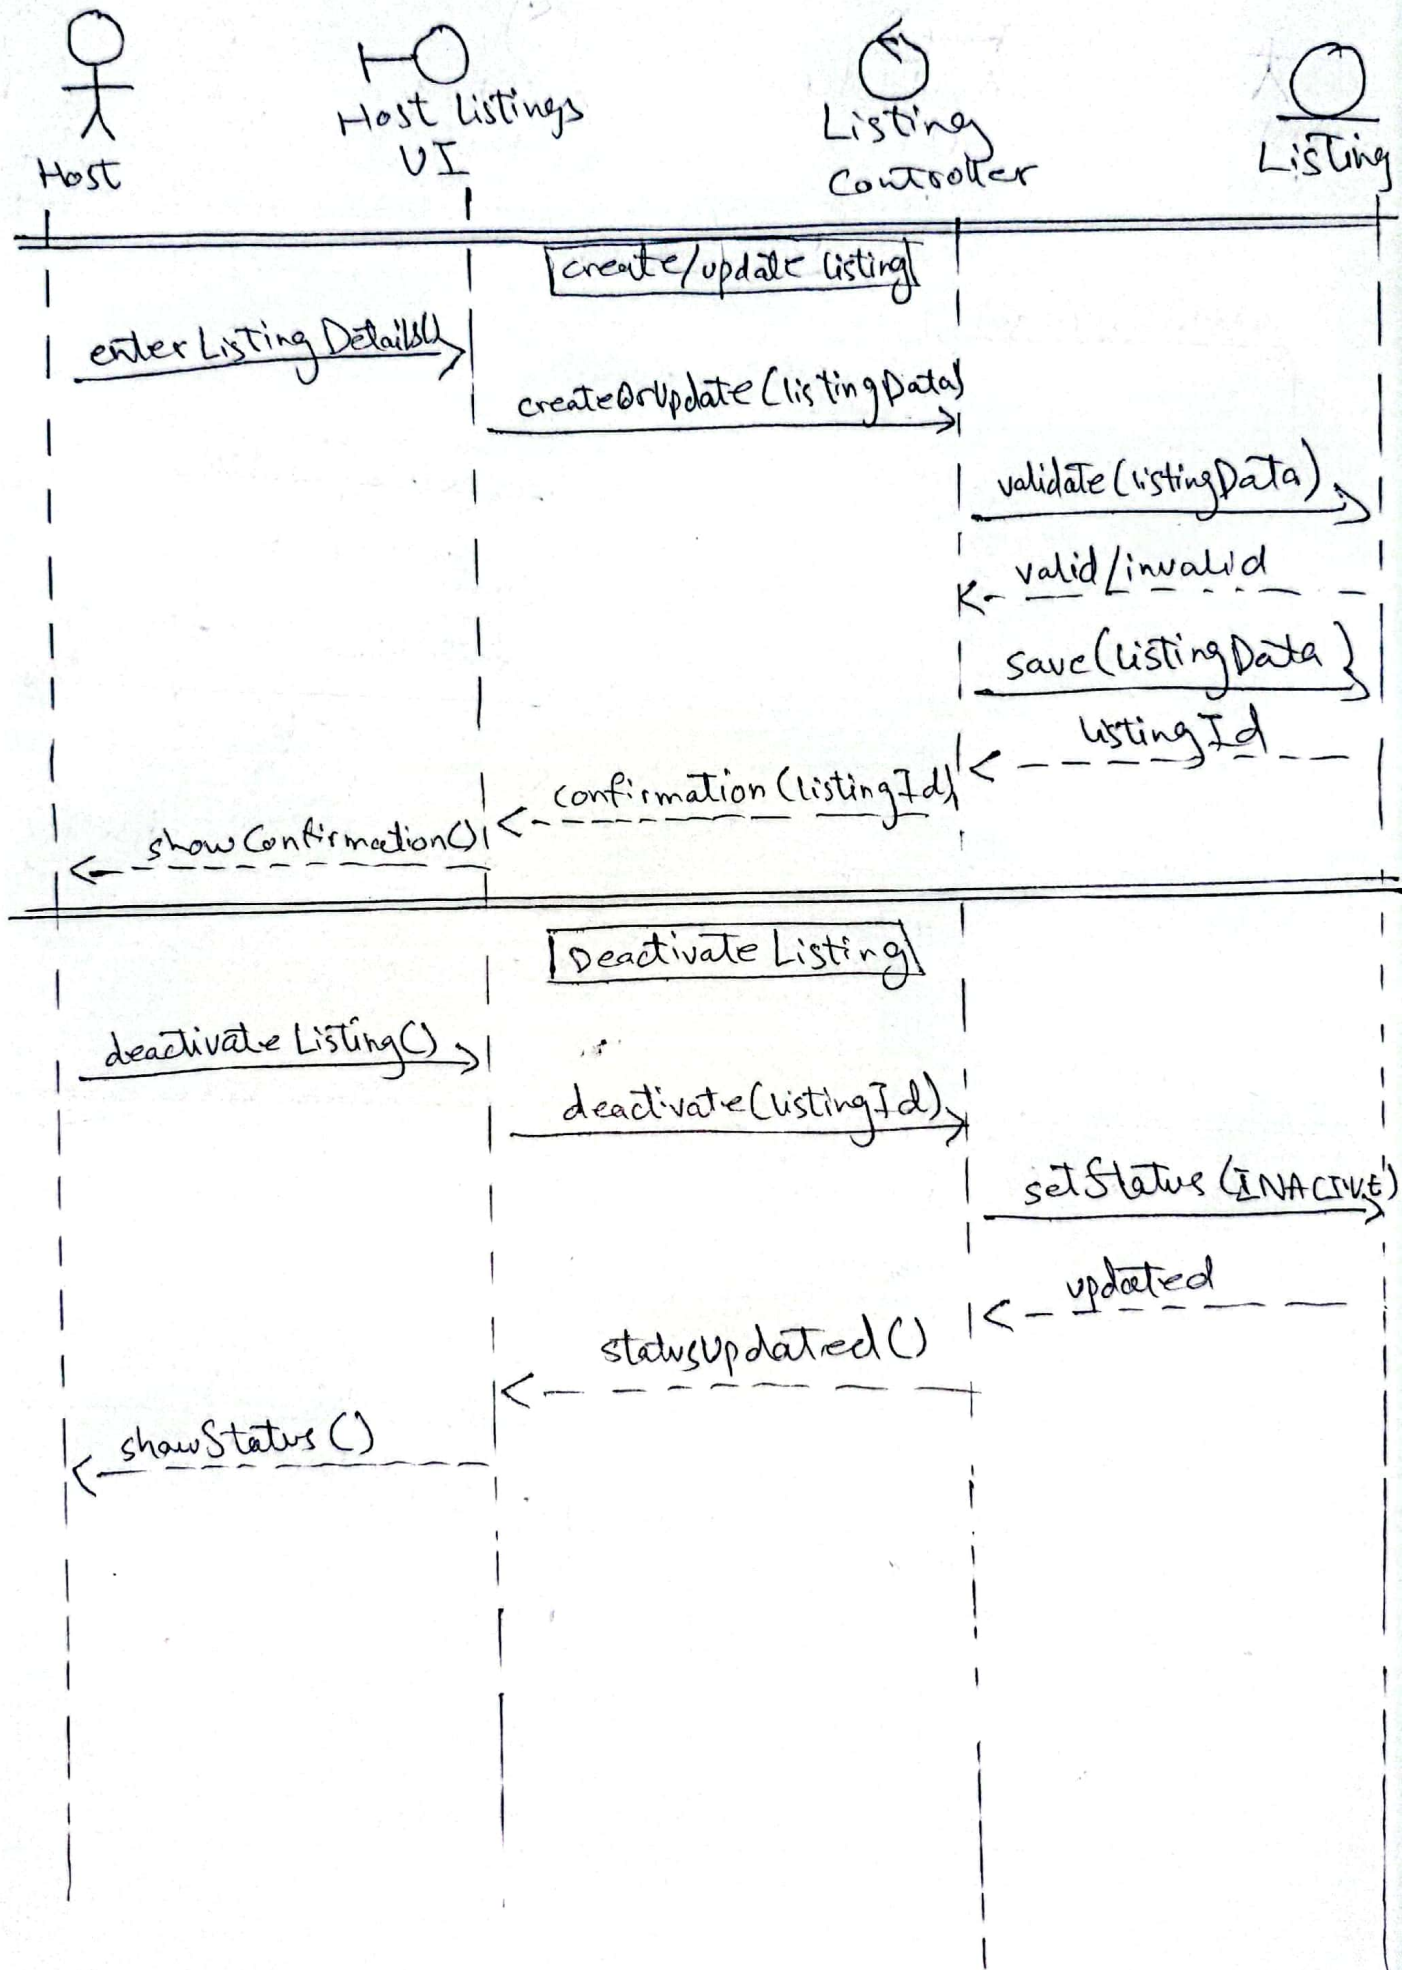 Host
Host Listings
UI
Listing
Controller
Listing
create/update listing
enterListingDetails()
createOrUpdate(listingData)
validate(listingData)
valid/invalid
save(listingData)
listingId
confirmation(listingId)
showConfirmation()
Deactivate Listing
deactivateListing()
deactivate(listingId)
setStatus(INACIVE)
updated
statusUpdated()
showStatus()